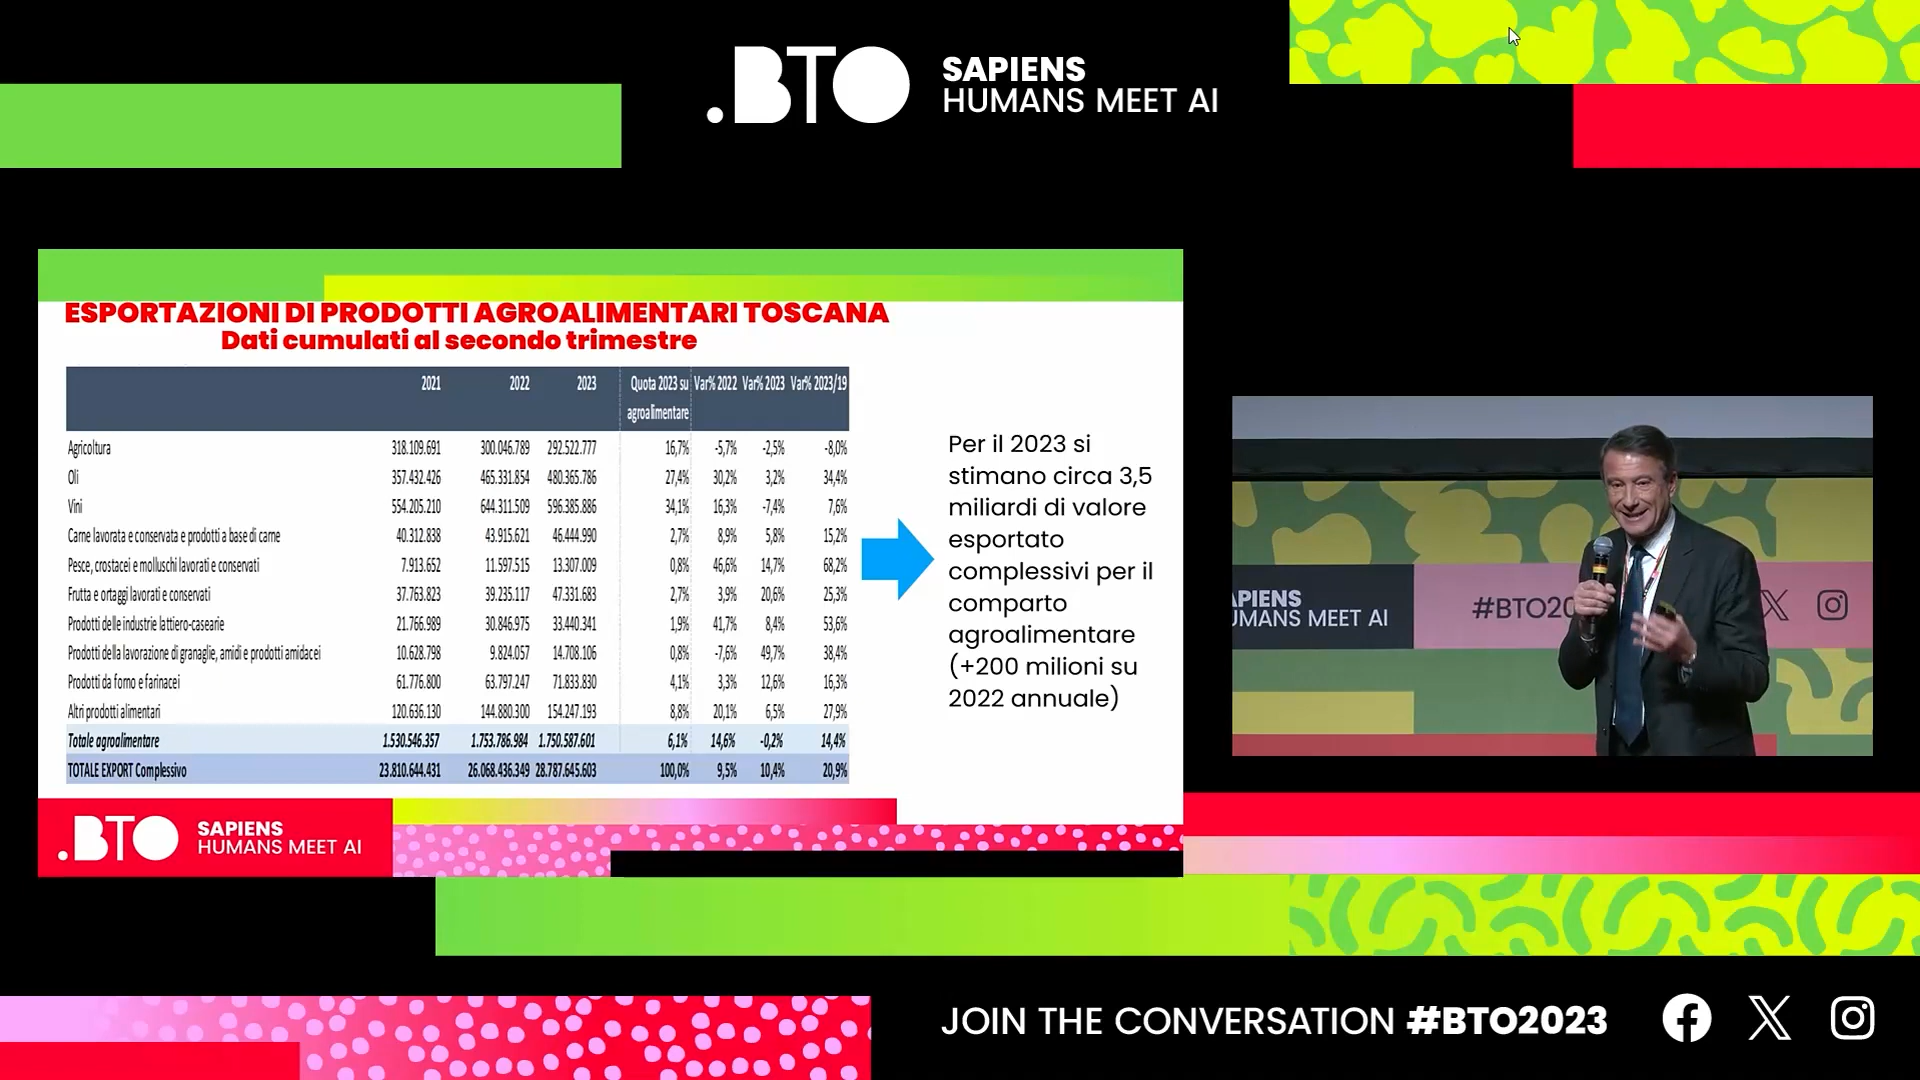 .BTO SAPIENS
HUMANS MEET AI
ESPORTAZIONI DI PRODOTTI AGROALIMENTARI TOSCANA
Dati cumulati al secondo trimestre
2021 2022 2023 Quota 2023 su agroalimentare Var% 2022 Var% 2023 Var% 2023/19
Agricoltura 318.109.691 300.046.789 292.522.777 16,7% -5,7% -2,5% -8,0%
Oli 357.432.426 465.331.854 480.365.786 27,4% 30,2% 3,2% 34,4%
Vini 554.205.210 644.311.509 596.385.886 34,1% 16,3% -7,4% 7,6%
Carne lavorata e conservata e prodotti a base di carne 40.312.838 43.915.621 46.444.990 2,7% 8,9% 5,8% 15,2%
Pesce, crostacei e molluschi lavorati e conservati 7.913.652 11.597.515 13.307.009 0,8% 46,6% 14,7% 68,2%
Frutta e ortaggi lavorati e conservati 37.763.823 39.235.117 47.331.683 2,7% 3,9% 20,6% 25,3%
Prodotti delle industrie lattiero-casearie 21.766.989 30.846.975 33.440.341 1,9% 41,7% 8,4% 53,6%
Prodotti della lavorazione di granaglie, amidi e prodotti amidacei 10.628.798 9.824.057 14.708.106 0,8% -7,6% 49,7% 38,4%
Prodotti da forno e farinacei 61.776.800 63.797.247 71.833.830 4,1% 3,3% 12,6% 16,3%
Altri prodotti alimentari 120.636.130 144.880.300 154.247.193 8,8% 20,1% 6,5% 27,9%
Totale agroalimentare 1.530.546.357 1.753.786.984 1.750.587.601 6,1% 14,6% -0,2% 14,4%
TOTALE EXPORT Complessivo 23.810.644.431 26.068.436.349 28.787.645.603 100,0% 9,5% 10,4% 20,9%
Per il 2023 si
stimano circa 3,5
miliardi di valore
esportato
complessivi per il
comparto
agroalimentare
(+200 milioni su
2022 annuale)
.BTO SAPIENS
HUMANS MEET AI
APIENS
UMANS MEET AI
#BTO20
JOIN THE CONVERSATION #BTO2023